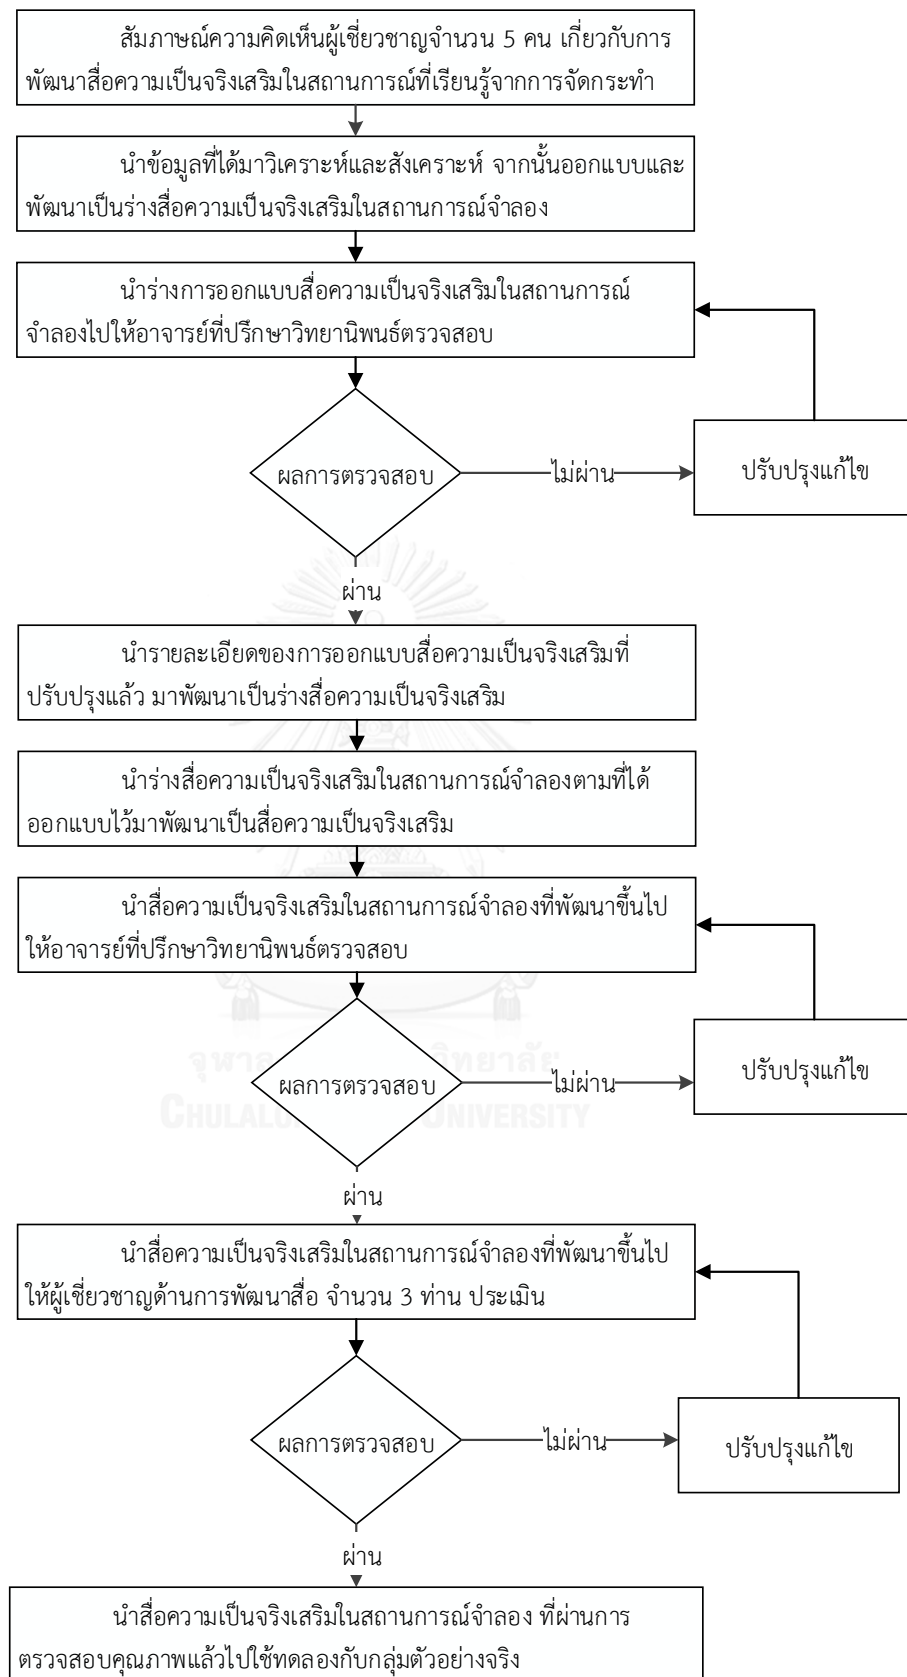 สัมภาษณ์ความคิดเห็นผู้เชี่ยวชาญจำนวน 5 คน เกี่ยวกับการ
พัฒนาสื่อความเป็นจริงเสริมในสถานการณ์ที่เรียนรู้จากการจัดกระทำ
นำข้อมูลที่ได้มาวิเคราะห์และสังเคราะห์ จากนั้นออกแบบและ
พัฒนาเป็นร่างสื่อความเป็นจริงเสริมในสถานการณ์จำลอง
นำร่างการออกแบบสื่อความเป็นจริงเสริมในสถานการณ์
จำลองไปให้อาจารย์ที่ปรึกษาวิทยานิพนธ์ตรวจสอบ
ผลการตรวจสอบ
ไม่ผ่าน
ปรับปรุงแก้ไข
ผ่าน
นำรายละเอียดของการออกแบบสื่อความเป็นจริงเสริมที่
ปรับปรุงแล้ว มาพัฒนาเป็นร่างสื่อความเป็นจริงเสริม
นำร่างสื่อความเป็นจริงเสริมในสถานการณ์จำลองตามที่ได้
ออกแบบไว้มาพัฒนาเป็นสื่อความเป็นจริงเสริม
นำสื่อความเป็นจริงเสริมในสถานการณ์จำลองที่พัฒนาขึ้นไป
ให้อาจารย์ที่ปรึกษาวิทยานิพนธ์ตรวจสอบ
ผลการตรวจสอบ
ไม่ผ่าน
ปรับปรุงแก้ไข
UNIVERSITY
ผ่าน
นำสื่อความเป็นจริงเสริมในสถานการณ์จำลองที่พัฒนาขึ้นไป
ให้ผู้เชี่ยวชาญด้านการพัฒนาสื่อ จำนวน 3 ท่าน ประเมิน
ผลการตรวจสอบ
ไม่ผ่าน
ปรับปรุงแก้ไข
ผ่าน
นำสื่อความเป็นจริงเสริมในสถานการณ์จำลอง ที่ผ่านการ
ตรวจสอบคุณภาพแล้วไปใช้ทดลองกับกลุ่มตัวอย่างจริง